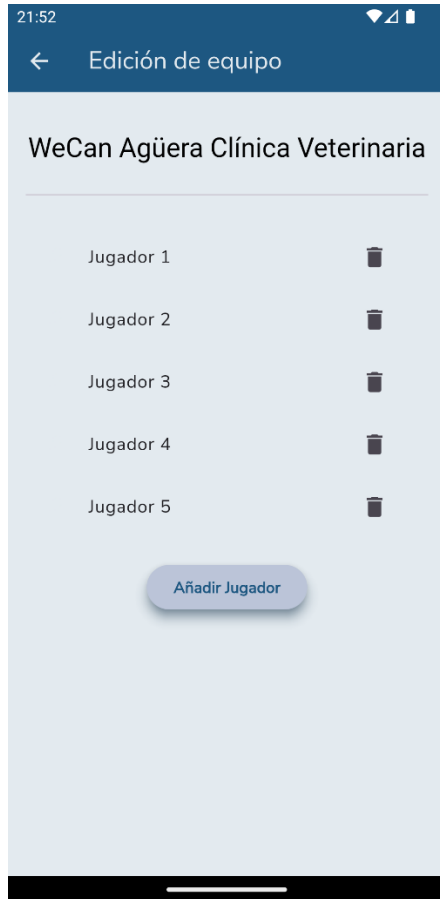 21:52
Edición de equipo
WeCan Agüera Clínica Veterinaria
Jugador 1
Jugador 2
Jugador 3
Jugador 4
Jugador 5
Añadir Jugador